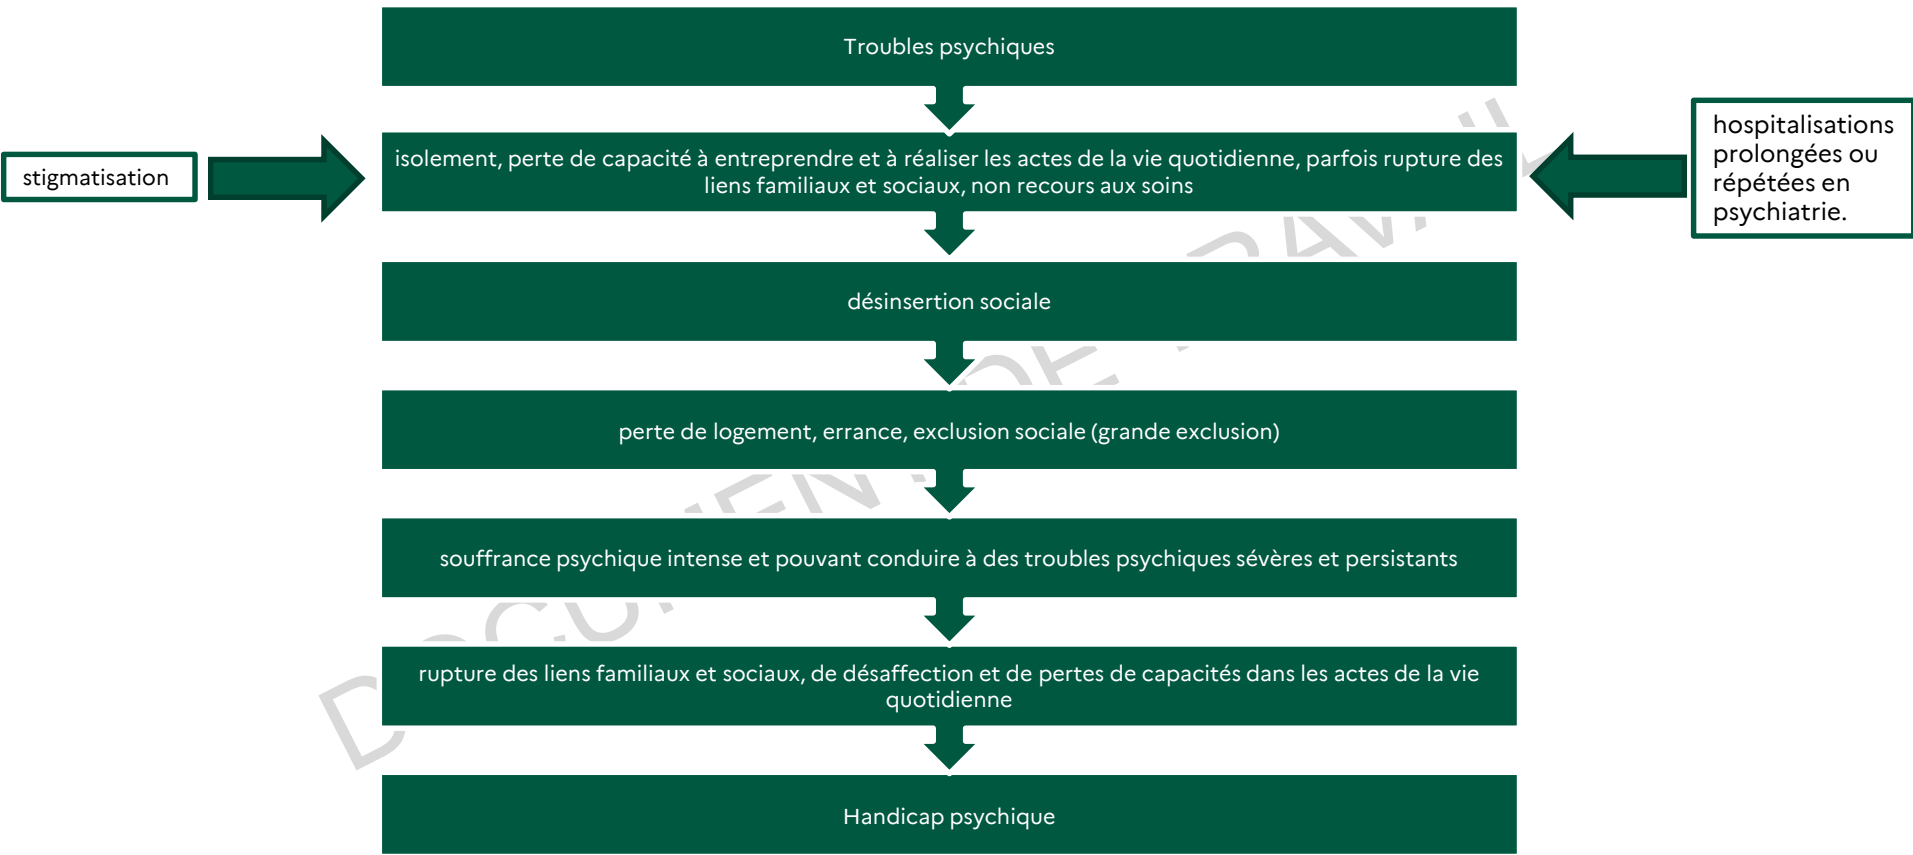 Troubles psychiques
stigmatisation
isolement, perte de capacité à entreprendre et à réaliser les actes de la vie quotidienne, parfois rupture des
liens familiaux et sociaux, non recours aux soins
hospitalisations
prolongées ou
répétées en
psychiatrie.
désinsertion sociale
perte de logement, errance, exclusion sociale (grande exclusion)
souffrance psychique intense et pouvant conduire à des troubles psychiques sévères et persistants
rupture des liens familiaux et sociaux, de désaffection et de pertes de capacités dans les actes de la vie
quotidienne
Handicap psychique
DOCUMENT DE TRAVAIL